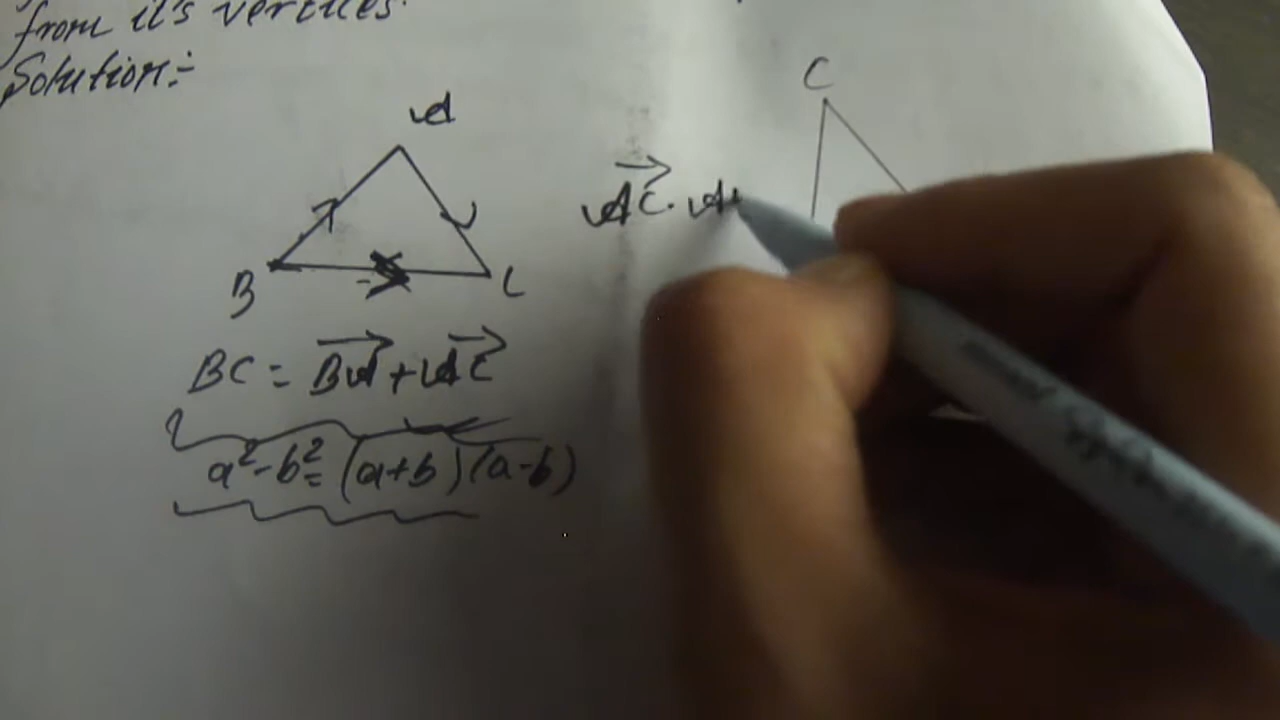 from it's vertices.
Solution:-
A
B
C
BC = BA + AC
a²-b² = (a+b)(a-b)
C
AC. A